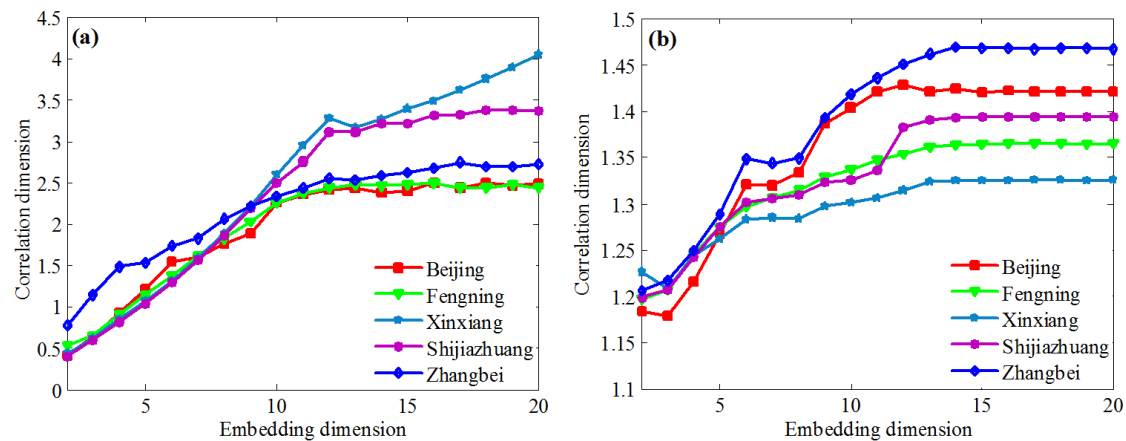 (a)
Correlation dimension
4.5
4
3.5
3
2.5
2
1.5
1
0.5
0
5
10
15
20
Embedding dimension
Beijing
Fengning
Xinxiang
Shijiazhuang
Zhangbei
(b)
Correlation dimension
1.5
1.45
1.4
1.35
1.3
1.25
1.2
1.15
1.1
5
10
15
20
Embedding dimension
Beijing
Fengning
Xinxiang
Shijiazhuang
Zhangbei